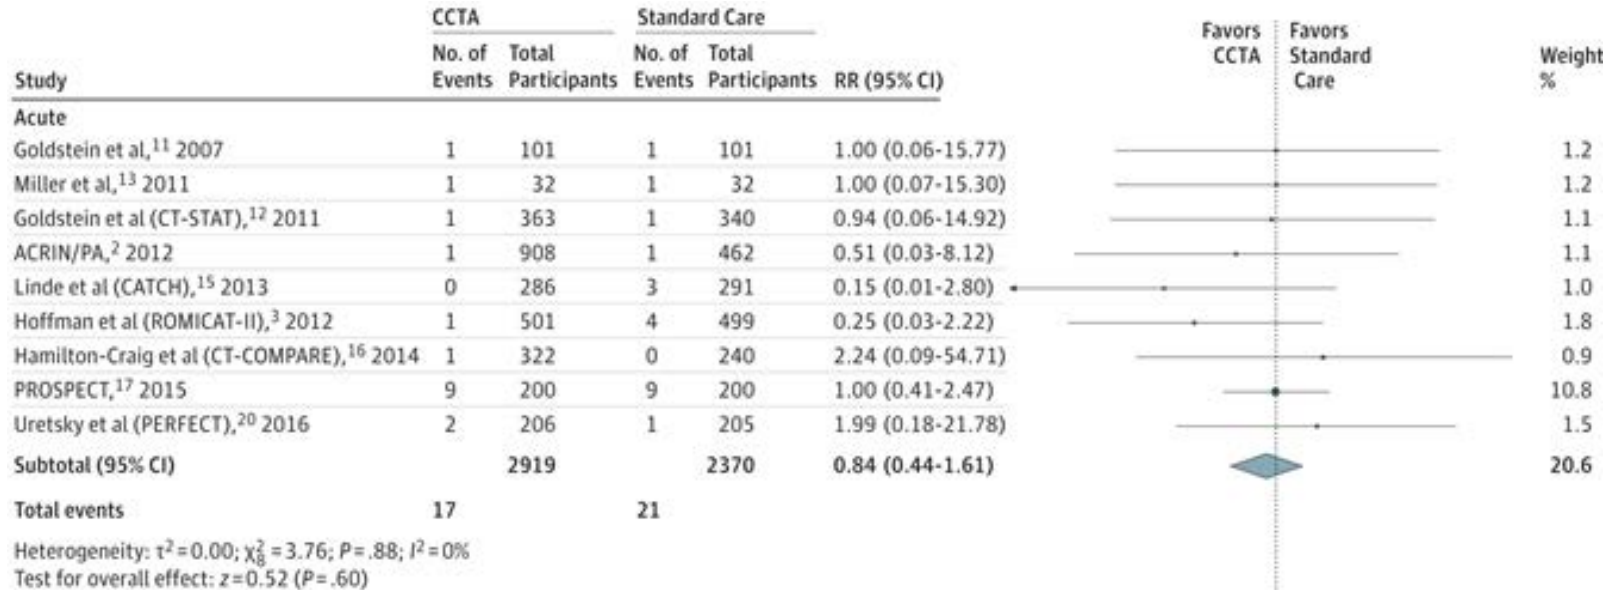 CCTA Standard Care
Favors Favors
No. of Total No. of Total CCTA Standard Weight
Study Events Participants Events Participants RR (95% CI) Care %
Acute
Goldstein et al,11 2007 1 101 1 101 1.00 (0.06-15.77) 1.2
Miller et al,13 2011 1 32 1 32 1.00 (0.07-15.30) 1.2
Goldstein et al (CT-STAT),12 2011 1 363 1 340 0.94 (0.06-14.92) 1.1
ACRIN/PA,2 2012 1 908 1 462 0.51 (0.03-8.12) 1.1
Linde et al (CATCH),15 2013 0 286 3 291 0.15 (0.01-2.80) 1.0
Hoffman et al (ROMICAT-II),3 2012 1 501 4 499 0.25 (0.03-2.22) 1.8
Hamilton-Craig et al (CT-COMPARE),16 2014 1 322 0 240 2.24 (0.09-54.71) 0.9
PROSPECT,17 2015 9 200 9 200 1.00 (0.41-2.47) 10.8
Uretsky et al (PERFECT),20 2016 2 206 1 205 1.99 (0.18-21.78) 1.5
Subtotal (95% CI) 2919 2370 0.84 (0.44-1.61) 20.6
Total events 17 21
Heterogeneity: τ²=0.00; χ²₈=3.76; P=.88; I²=0%
Test for overall effect: z=0.52 (P=.60)